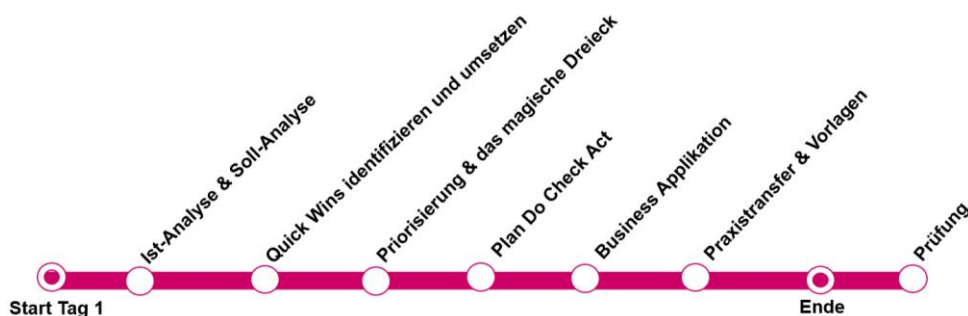 Start Tag 1
Ist-Analyse & Soll-Analyse
Quick Wins identifizieren und umsetzen
Priorisierung & das magische Dreieck
Plan Do Check Act
Business Applikation
Praxistransfer & Vorlagen
Ende
Prüfung